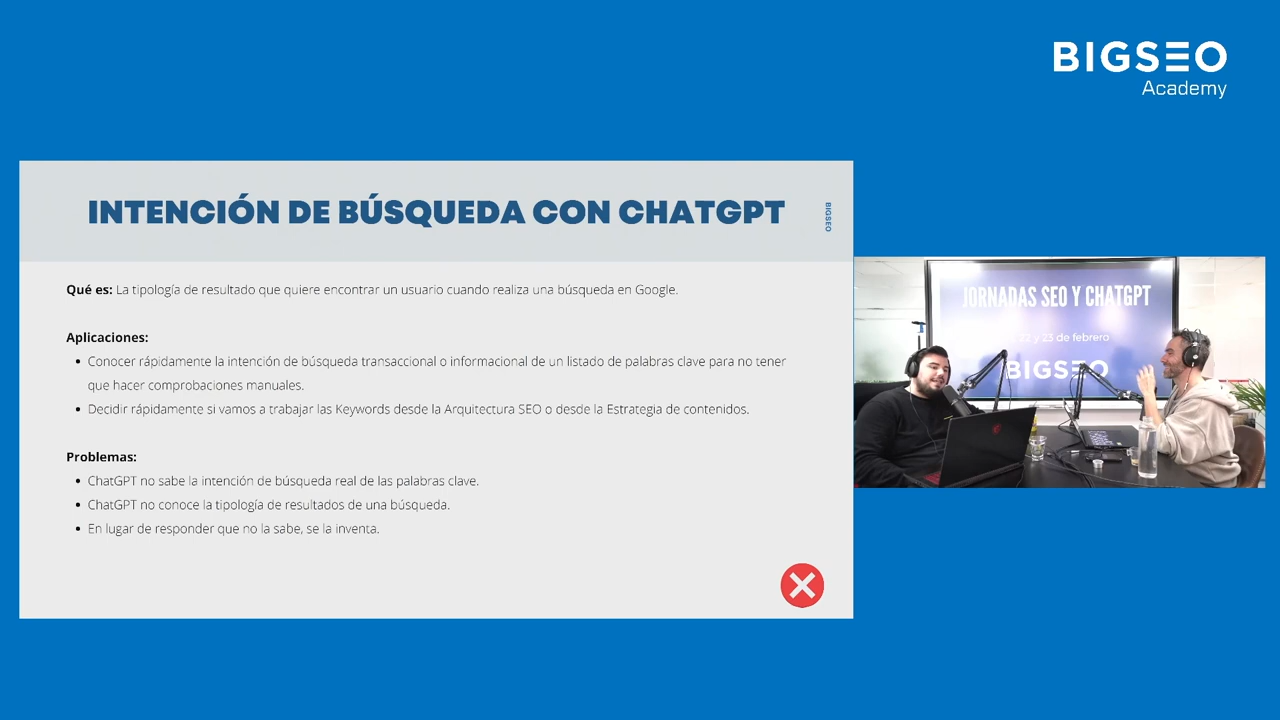 BIGSEO
Academy
INTENCIÓN DE BÚSQUEDA CON CHATGPT
BIGSEO
Qué es: La tipología de resultado que quiere encontrar un usuario cuando realiza una búsqueda en Google.
Aplicaciones:
• Conocer rápidamente la intención de búsqueda transaccional o informacional de un listado de palabras clave para no tener
que hacer comprobaciones manuales.
• Decidir rápidamente si vamos a trabajar las Keywords desde la Arquitectura SEO o desde la Estrategia de contenidos.
Problemas:
• ChatGPT no sabe la intención de búsqueda real de las palabras clave.
• ChatGPT no conoce la tipología de resultados de una búsqueda.
• En lugar de responder que no la sabe, se la inventa.
JORNADAS SEO Y CHATGPT
22 y 23 de febrero
BIGSEO